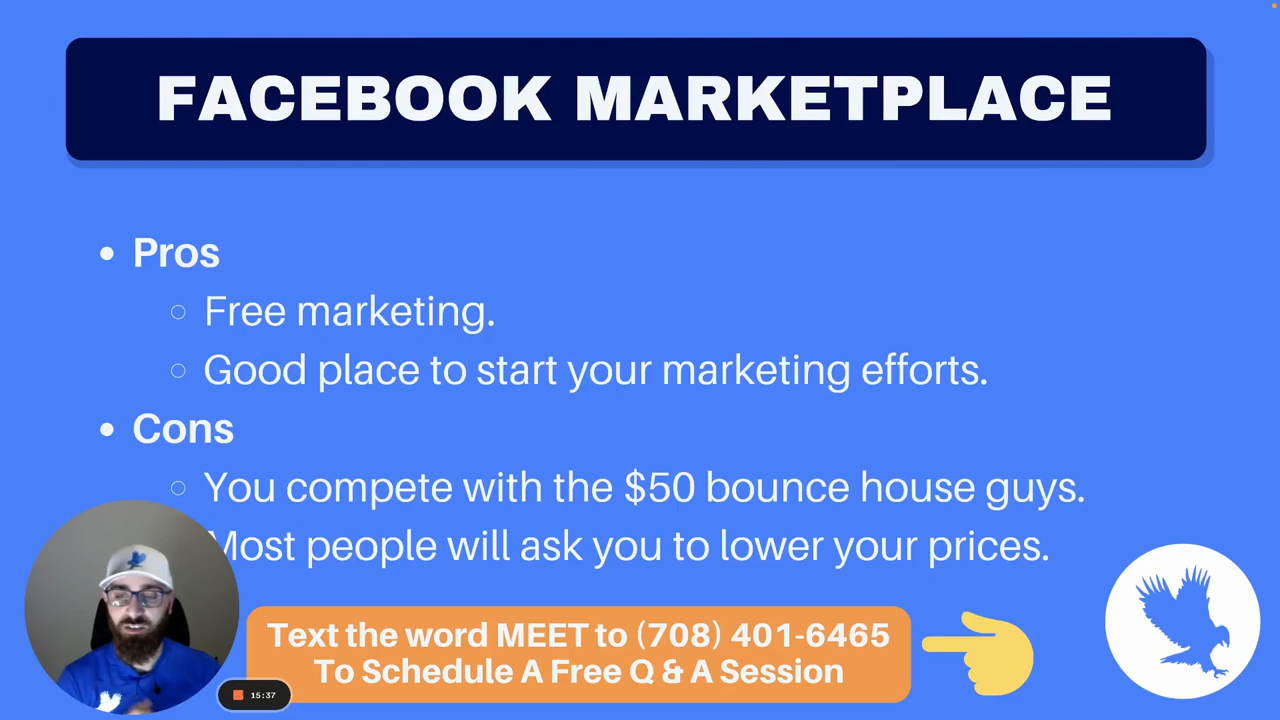 FACEBOOK MARKETPLACE
Pros
Free marketing.
Good place to start your marketing efforts.
Cons
You compete with the $50 bounce house guys.
Most people will ask you to lower your prices.
Text the word MEET to (708) 401-6465
To Schedule A Free Q & A Session
15:37